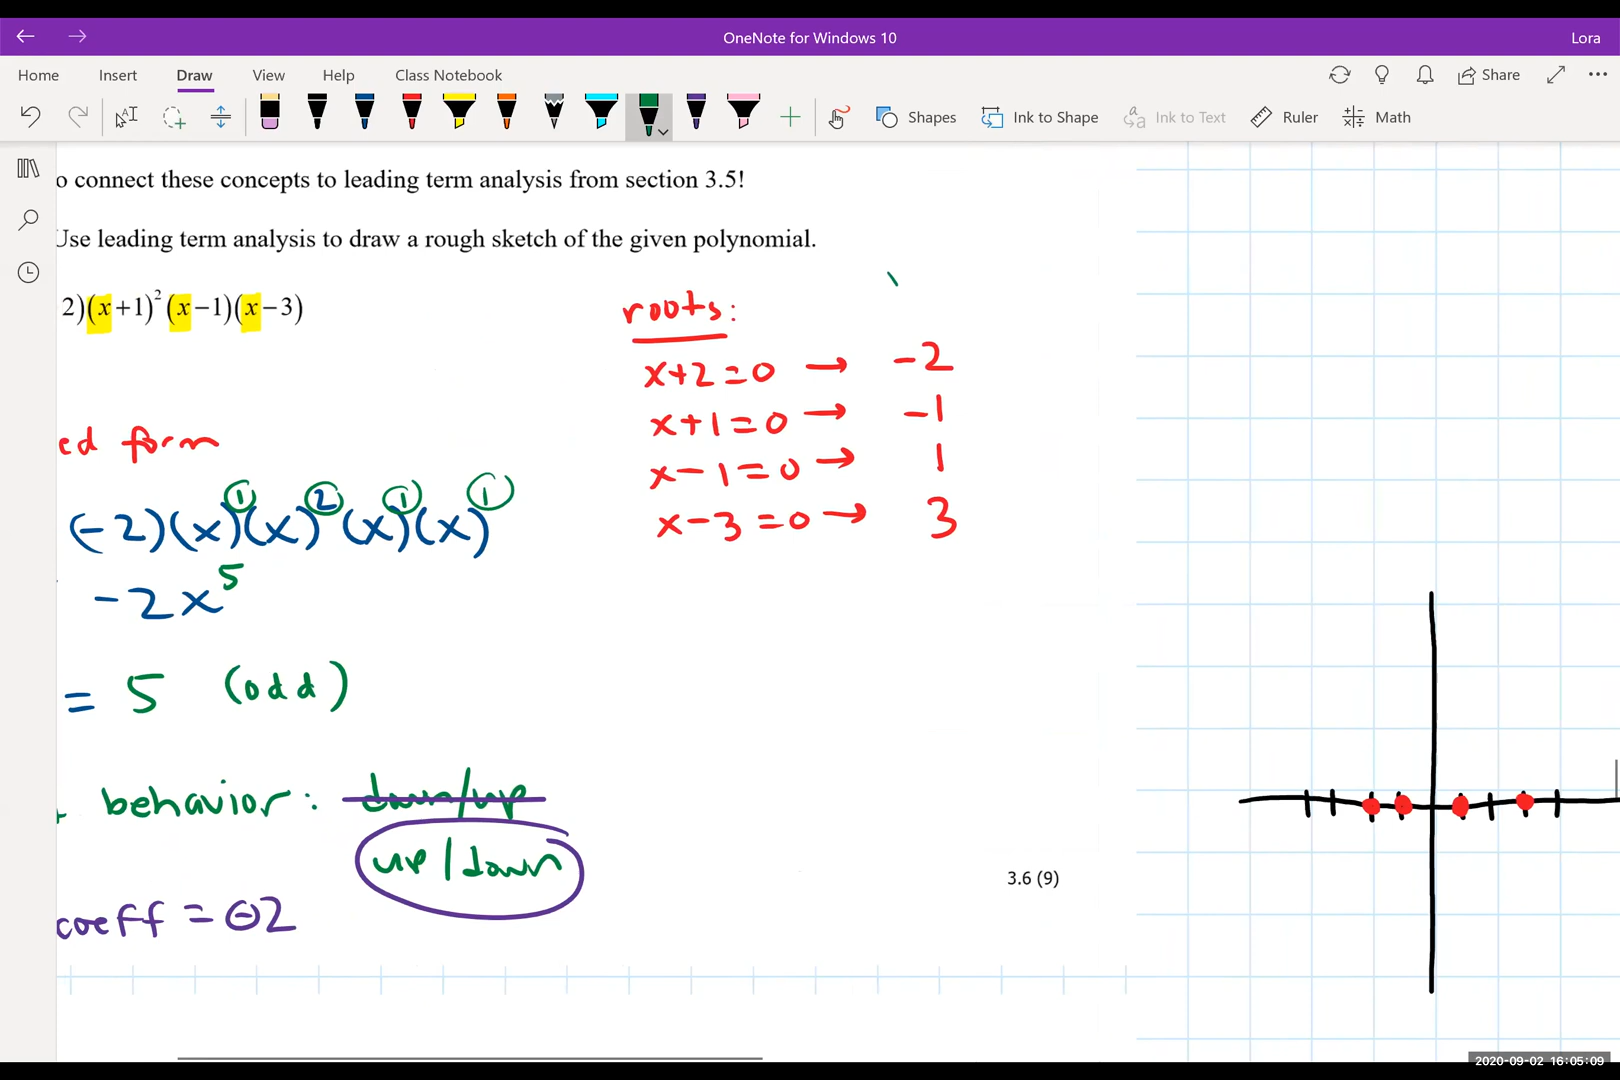 OneNote for Windows 10
Lora
Home Insert Draw View Help Class Notebook
Share
Shapes Ink to Shape Ink to Text Ruler Math
o connect these concepts to leading term analysis from section 3.5!
Use leading term analysis to draw a rough sketch of the given polynomial.
2)(x+1)²(x−1)(x−3)
roots:
x+2=0 → −2
x+1=0 → −1
x−1=0 → 1
x−3=0 → 3
ed form
(−2)(x)¹(x)²(x)¹(x)¹
−2x⁵
= 5 (odd)
behavior: down/up
up/down
coeff = −2
3.6 (9)
2020-09-02 16:05:09